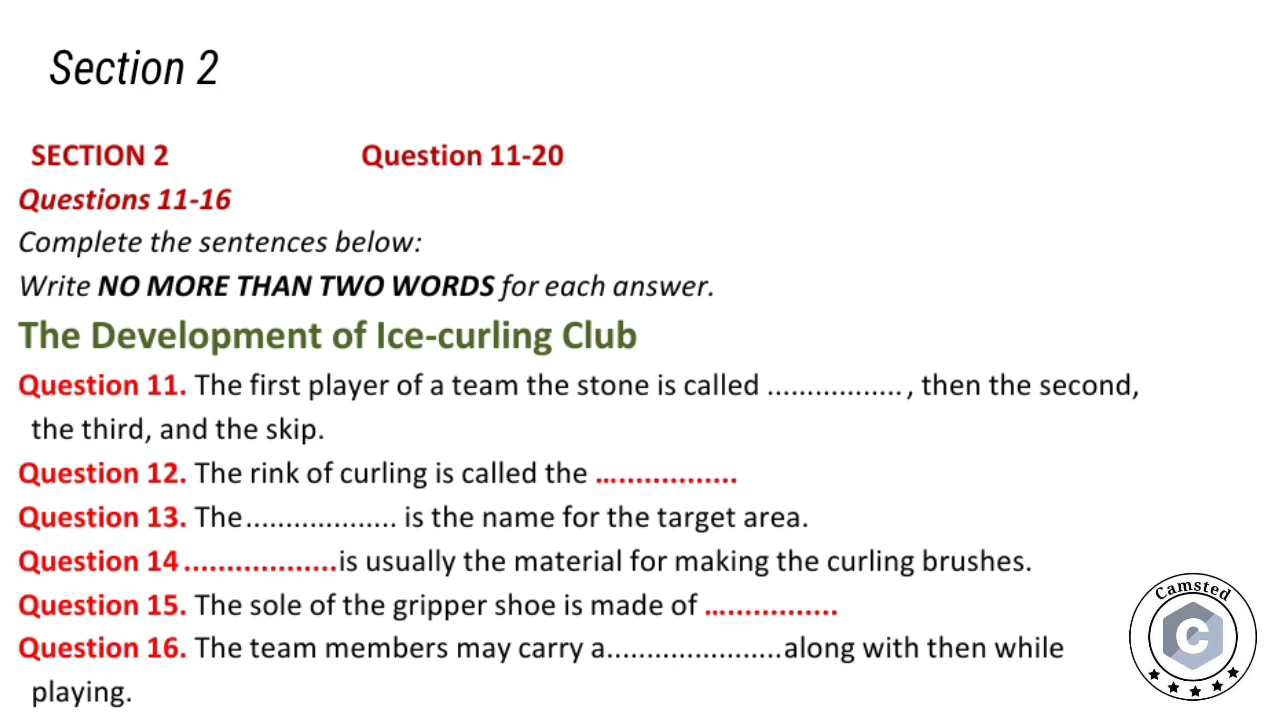 Section 2
SECTION 2 Question 11-20
Questions 11-16
Complete the sentences below:
Write NO MORE THAN TWO WORDS for each answer.
The Development of Ice-curling Club
Question 11. The first player of a team the stone is called ................. , then the second,
the third, and the skip.
Question 12. The rink of curling is called the .................
Question 13. The................... is the name for the target area.
Question 14 ..................is usually the material for making the curling brushes.
Question 15. The sole of the gripper shoe is made of ................
Question 16. The team members may carry a......................along with then while
playing.
Camsted
C